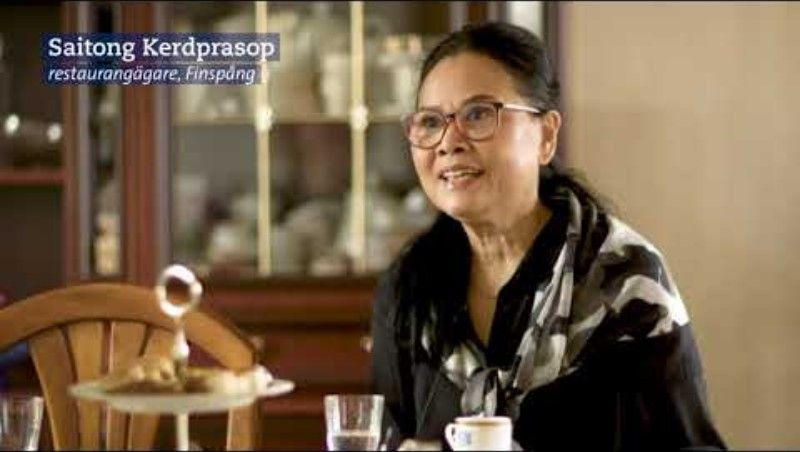 Saitong Kerdprasop
restaurangägare, Finspång